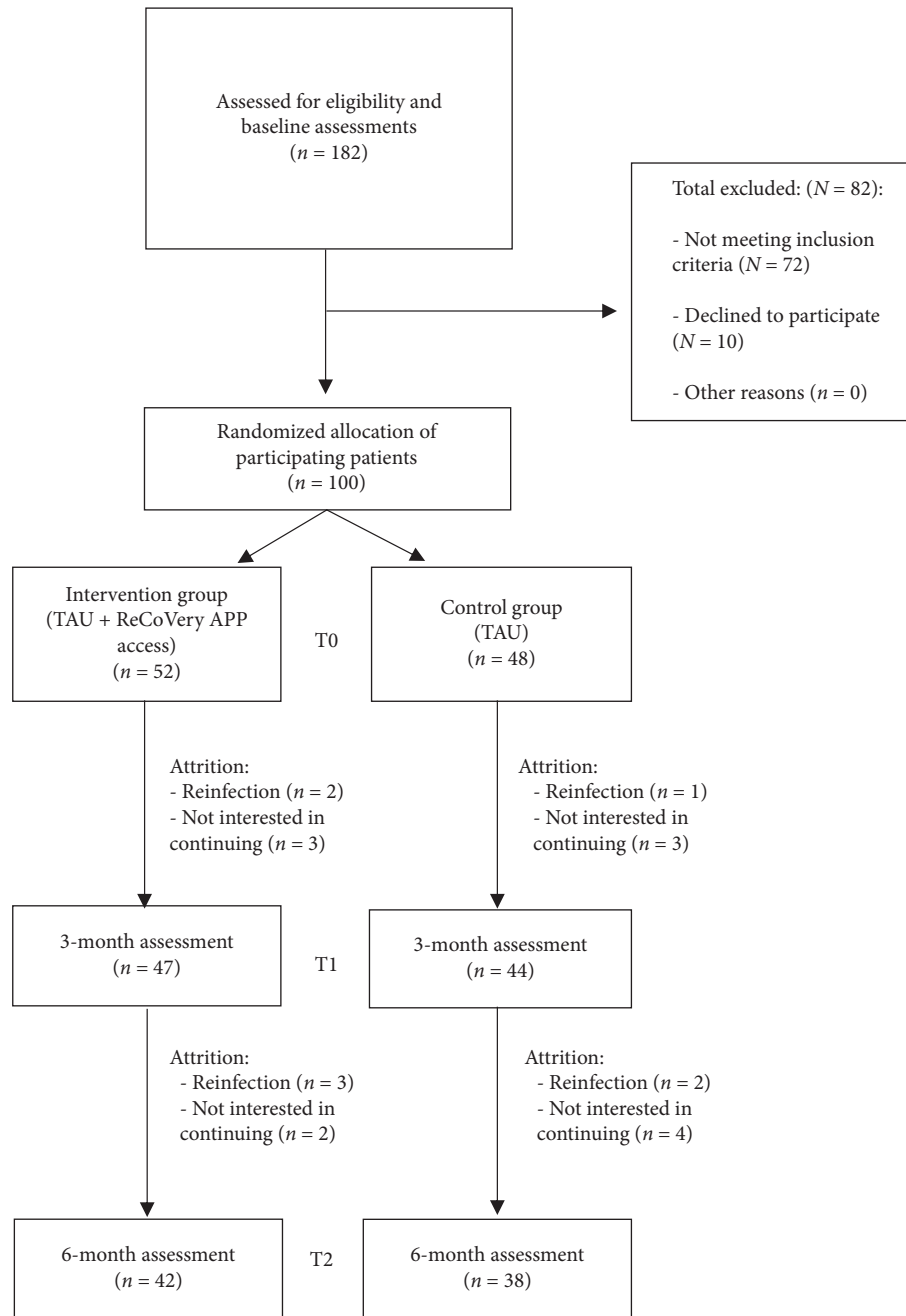 Assessed for eligibility and
baseline assessments
(n = 182)
Total excluded: (N = 82):
- Not meeting inclusion
criteria (N = 72)
- Declined to participate
(N = 10)
- Other reasons (n = 0)
Randomized allocation of
participating patients
(n = 100)
Intervention group
(TAU + ReCoVery APP
access)
(n = 52)
T0
Control group
(TAU)
(n = 48)
Attrition:
- Reinfection (n = 2)
- Not interested in
continuing (n = 3)
Attrition:
- Reinfection (n = 1)
- Not interested in
continuing (n = 3)
3-month assessment
(n = 47)
T1
3-month assessment
(n = 44)
Attrition:
- Reinfection (n = 3)
- Not interested in
continuing (n = 2)
Attrition:
- Reinfection (n = 2)
- Not interested in
continuing (n = 4)
6-month assessment
(n = 42)
T2
6-month assessment
(n = 38)